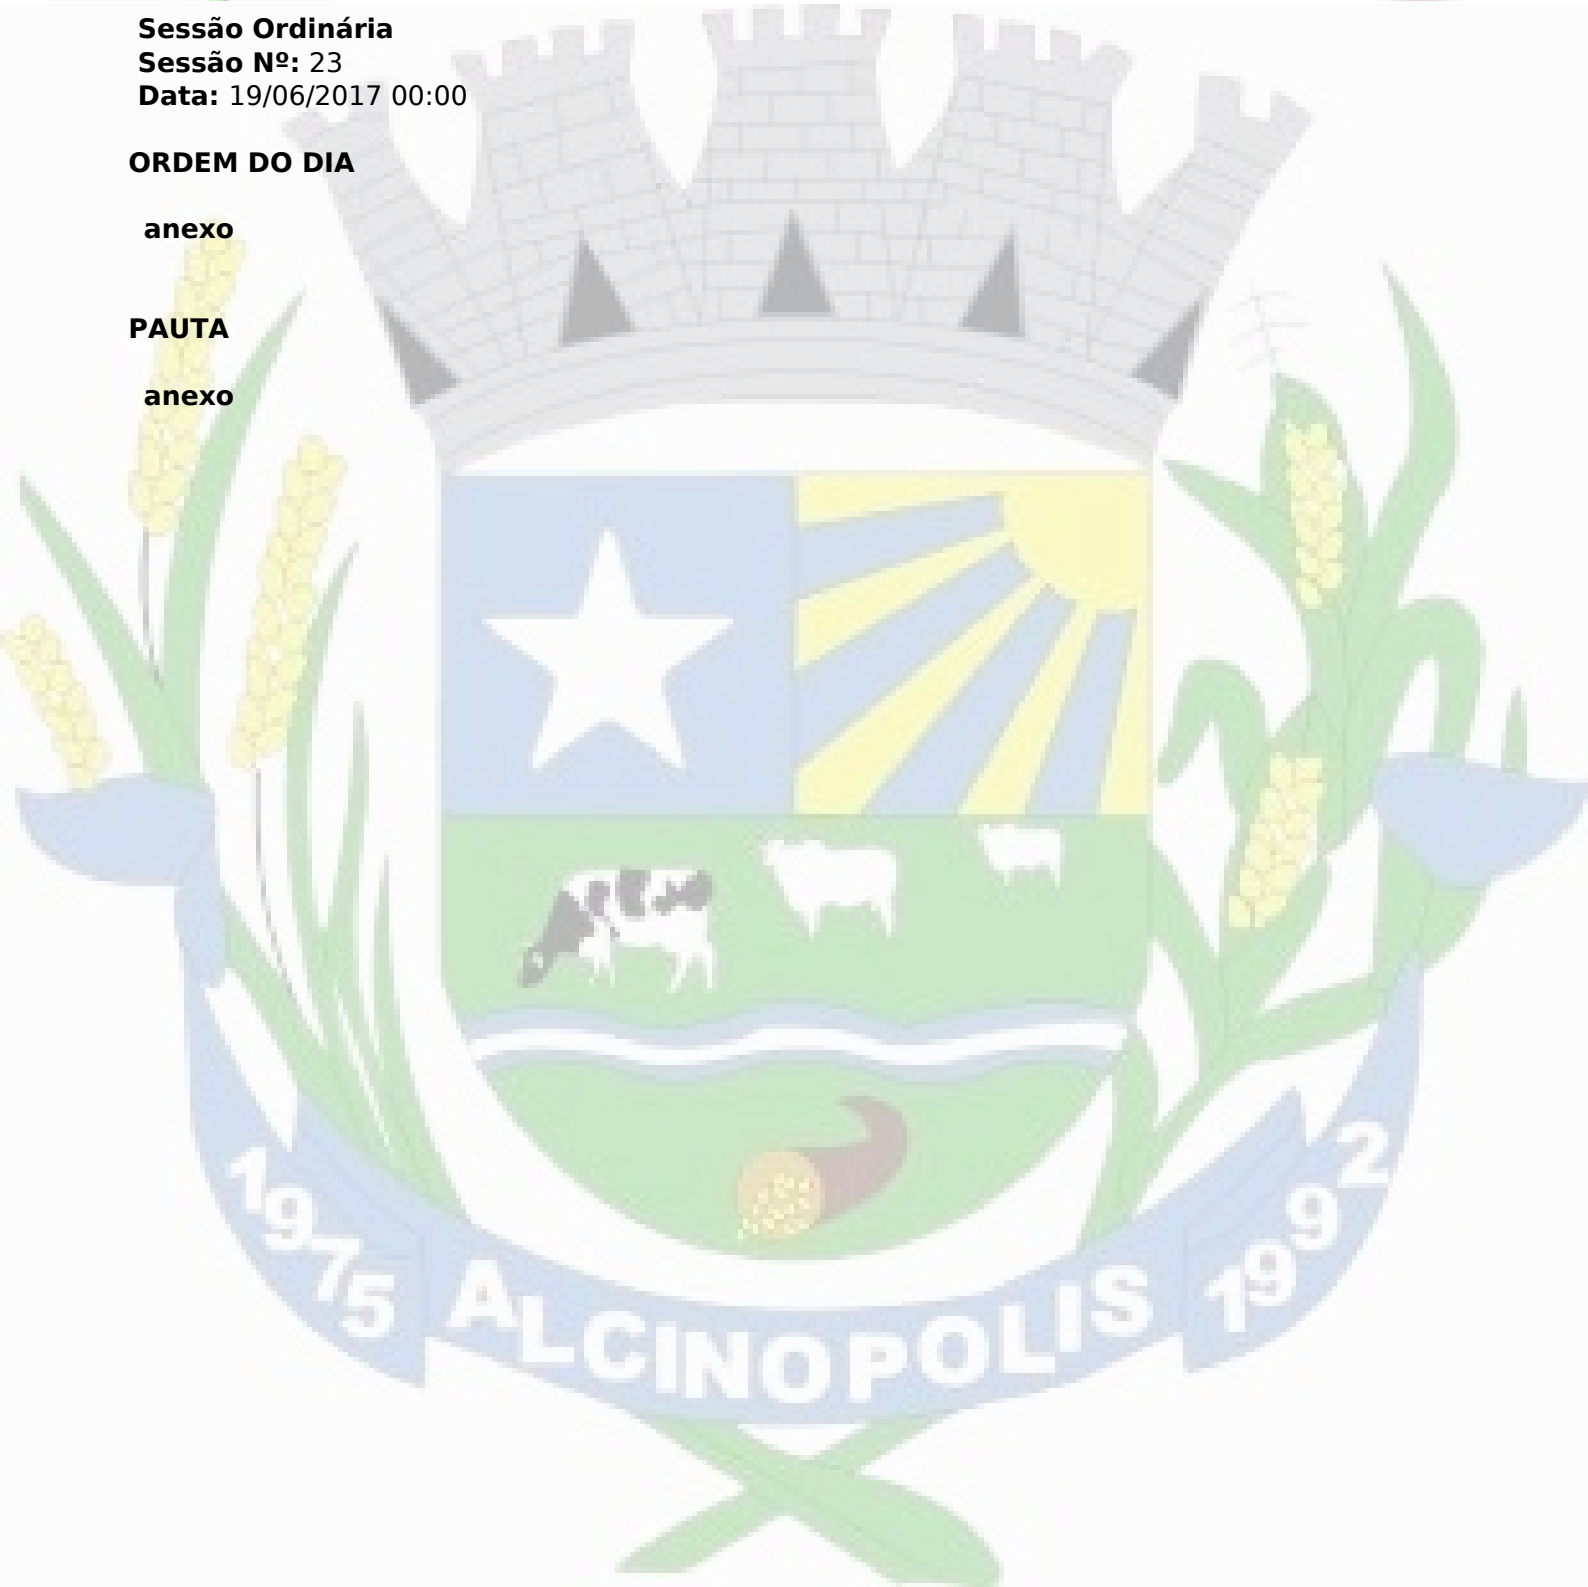 Sessão Ordinária
Sessão Nº: 23
Data: 19/06/2017 00:00
ORDEM DO DIA
anexo
PAUTA
anexo
1975 ALCINOPOLIS 1992